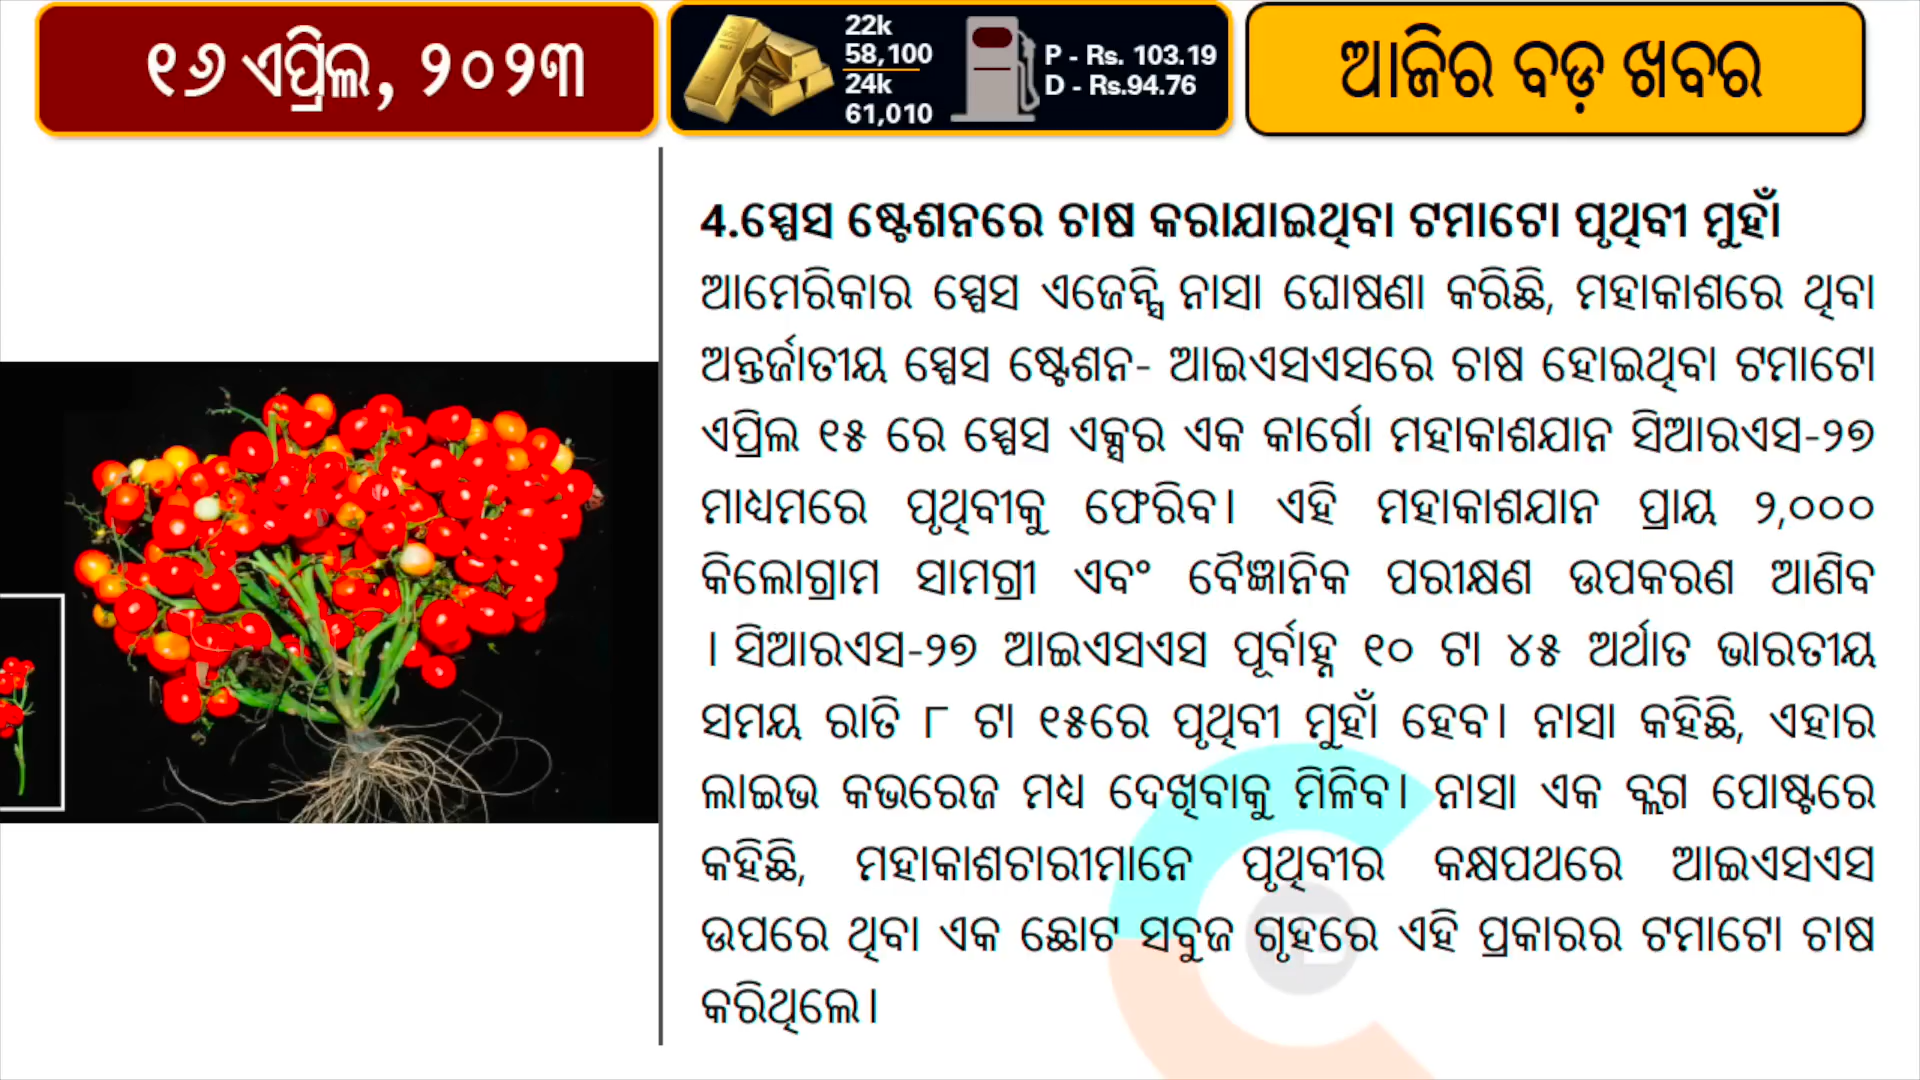 ୧୬ ଏପ୍ରିଲ, ୨୦୨୩
22k
58,100
24k
61,010
P - Rs. 103.19
D - Rs.94.76
ଆଜିର ବଡ଼ ଖବର
4.ସ୍ପେସ ଷ୍ଟେଶନରେ ଚାଷ କରାଯାଇଥିବା ଟମାଟୋ ପୃଥିବୀ ମୁହାଁ
ଆମେରିକାର ସ୍ପେସ ଏଜେନ୍ସି ନାସା ଘୋଷଣା କରିଛି, ମହାକାଶରେ ଥିବା
ଅନ୍ତର୍ଜାତୀୟ ସ୍ପେସ ଷ୍ଟେଶନ- ଆଇଏସଏସରେ ଚାଷ ହୋଇଥିବା ଟମାଟୋ
ଏପ୍ରିଲ ୧୫ ରେ ସ୍ପେସ ଏକ୍ସର ଏକ କାର୍ଗୋ ମହାକାଶଯାନ ସିଆରଏସ-୨୭
ମାଧ୍ୟମରେ ପୃଥିବୀକୁ ଫେରିବ। ଏହି ମହାକାଶଯାନ ପ୍ରାୟ ୨,୦୦୦
କିଲୋଗ୍ରାମ ସାମଗ୍ରୀ ଏବଂ ବୈଜ୍ଞାନିକ ପରୀକ୍ଷଣ ଉପକରଣ ଆଣିବ
। ସିଆରଏସ-୨୭ ଆଇଏସଏସ ପୂର୍ବାହ୍ନ ୧୦ ଟା ୪୫ ଅର୍ଥାତ ଭାରତୀୟ
ସମୟ ରାତି ୮ ଟା ୧୫ରେ ପୃଥିବୀ ମୁହାଁ ହେବ। ନାସା କହିଛି, ଏହାର
ଲାଇଭ କଭରେଜ ମଧ୍ୟ ଦେଖିବାକୁ ମିଳିବ। ନାସା ଏକ ବ୍ଲଗ ପୋଷ୍ଟରେ
କହିଛି, ମହାକାଶଚାରୀମାନେ ପୃଥିବୀର କକ୍ଷପଥରେ ଆଇଏସଏସ
ଉପରେ ଥିବା ଏକ ଛୋଟ ସବୁଜ ଗୃହରେ ଏହି ପ୍ରକାରର ଟମାଟୋ ଚାଷ
କରିଥିଲେ।